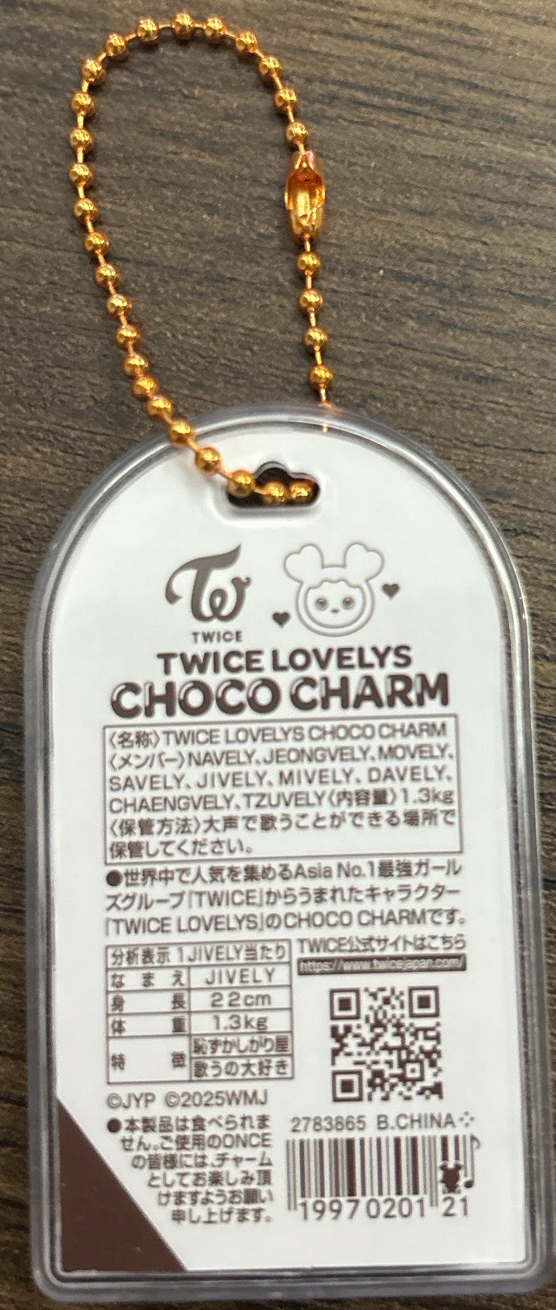 Tw
TWICE
TWICE LOVELYS
CHOCO CHARM
〈名称〉TWICE LOVELYS CHOCO CHARM
〈メンバー〉NAVELY、JEONGVELY、MOVELY、
SAVELY、JIVELY、MIVELY、DAVELY、
CHAENGVELY、TZUVELY〈内容量〉1.3kg
〈保管方法〉大声で歌うことができる場所で
保管してください。
●世界中で人気を集めるAsia No.1最強ガール
ズグループ「TWICE」からうまれたキャラクター
「TWICE LOVELYS」のCHOCO CHARMです。
分析表示 1JIVELY当たり
なまえ JIVELY
身長 22cm
体重 1.3kg
特徴 恥ずかしがり屋
歌うの大好き
TWICE公式サイトはこちら
https://www.twicejapan.com/
©JYP ©2025WMJ
●本製品は食べられま
せん。ご使用のONCE
の皆様には、チャーム
としてお楽しみ頂
けますようお願い
申し上げます。
2783865 B.CHINA
19970201 21